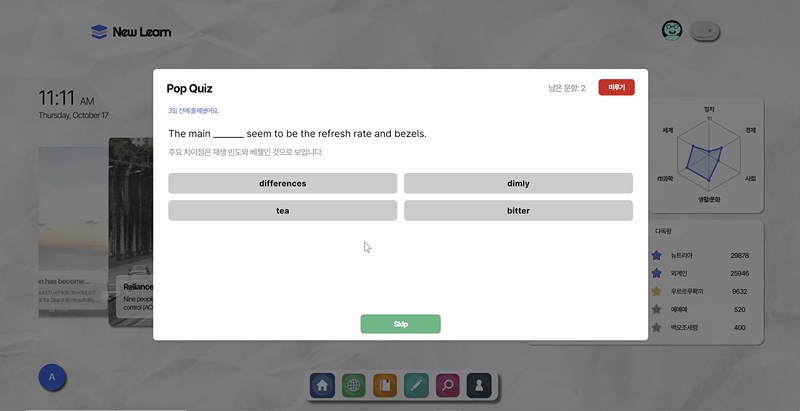 New Learn
11:11 AM
Thursday, October 17
Pop Quiz
남은 문항: 2
미루기
3일 전에 출제됐어요.
The main ______ seem to be the refresh rate and bezels.
주요 차이점은 재생 빈도와 베젤인 것으로 보입니다.
differences
dimly
tea
bitter
Skip
정치
세계
경제
IT/과학
사회
생활/문화
다독왕
뉴트리아
29878
외계인
25946
우르르뽝끼
9632
예예예
520
백오조세렁
400
n has become...
Reliance
Nine people
control (AC
A